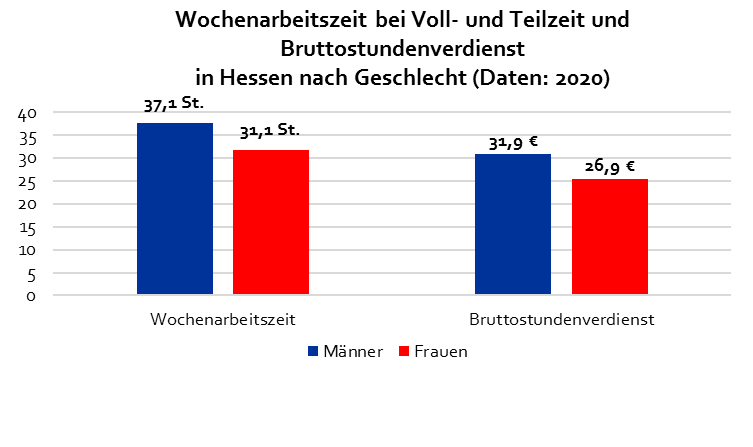 Wochenarbeitszeit bei Voll- und Teilzeit und
Bruttostundenverdienst
in Hessen nach Geschlecht (Daten: 2020)
40
35
30
25
20
15
10
5
0
37,1 St.
31,1 St.
31,9 €
26,9 €
Wochenarbeitszeit
Bruttostundenverdienst
Männer
Frauen